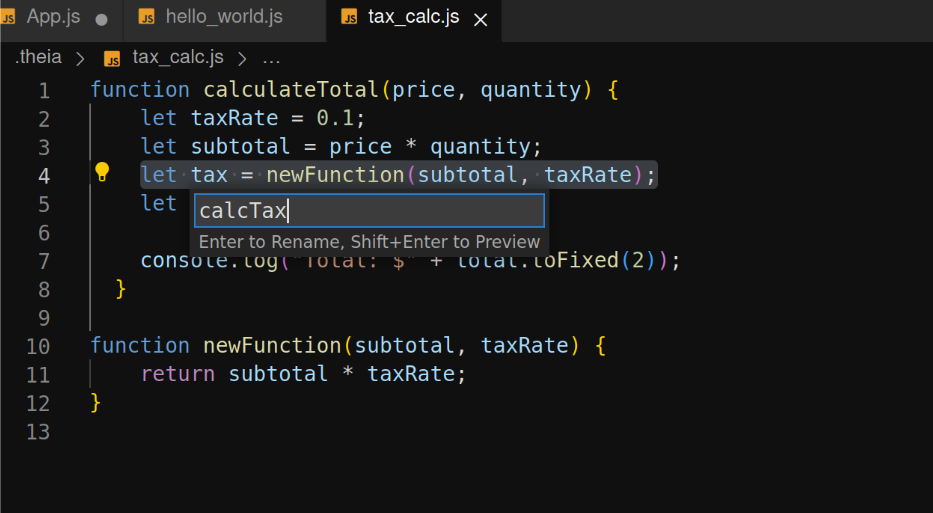 JS App.js JS hello_world.js JS tax_calc.js
.theia JS tax_calc.js …
1 function calculateTotal(price, quantity) {
2 let taxRate = 0.1;
3 let subtotal = price * quantity;
4 let tax = newFunction(subtotal, taxRate);
5 let
calcTax
6
Enter to Rename, Shift+Enter to Preview
7 console.log("Total: $" + total.toFixed(2));
8 }
9
10 function newFunction(subtotal, taxRate) {
11 return subtotal * taxRate;
12 }
13